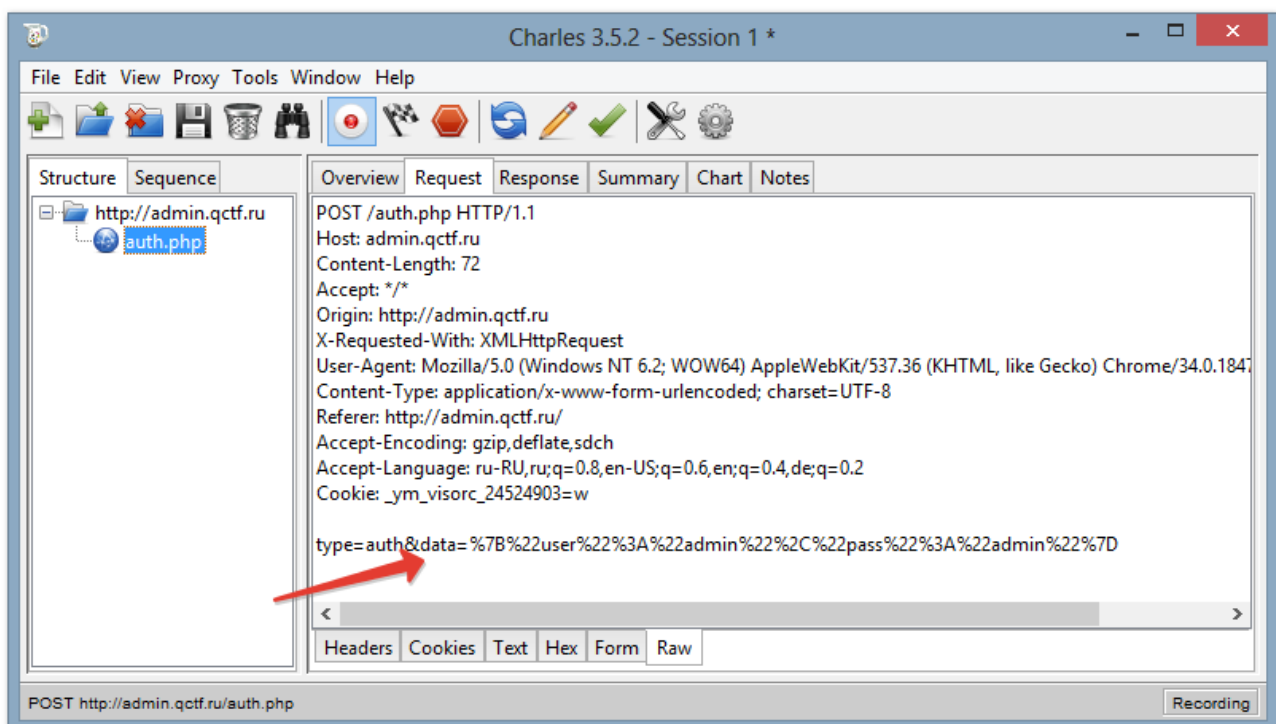 Charles 3.5.2 - Session 1 *
File Edit View Proxy Tools Window Help
Structure Sequence
Overview Request Response Summary Chart Notes
http://admin.qctf.ru
auth.php
POST /auth.php HTTP/1.1
Host: admin.qctf.ru
Content-Length: 72
Accept: */*
Origin: http://admin.qctf.ru
X-Requested-With: XMLHttpRequest
User-Agent: Mozilla/5.0 (Windows NT 6.2; WOW64) AppleWebKit/537.36 (KHTML, like Gecko) Chrome/34.0.1847
Content-Type: application/x-www-form-urlencoded; charset=UTF-8
Referer: http://admin.qctf.ru/
Accept-Encoding: gzip,deflate,sdch
Accept-Language: ru-RU,ru;q=0.8,en-US;q=0.6,en;q=0.4,de;q=0.2
Cookie: _ym_visorc_24524903=w
type=auth&data=%7B%22user%22%3A%22admin%22%2C%22pass%22%3A%22admin%22%7D
Headers Cookies Text Hex Form Raw
POST http://admin.qctf.ru/auth.php
Recording